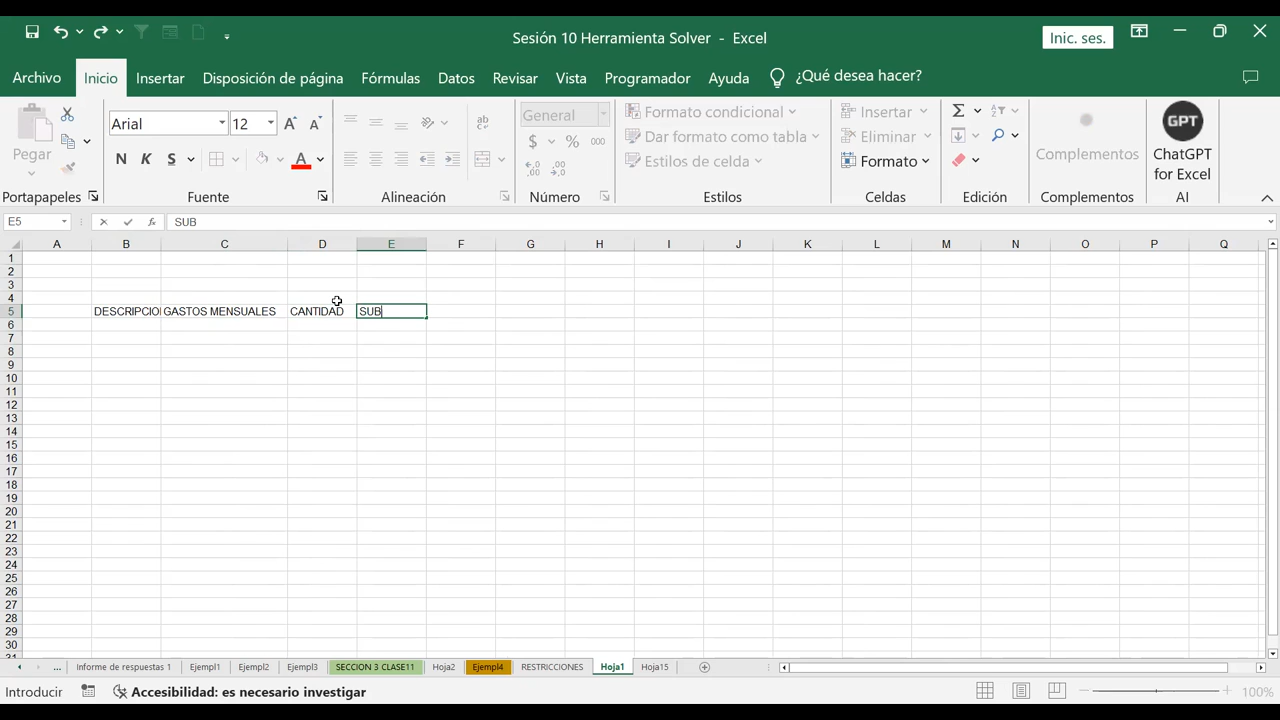 Sesión 10 Herramienta Solver - Excel
Inic. ses.
Archivo Inicio Insertar Disposición de página Fórmulas Datos Revisar Vista Programador Ayuda ¿Qué desea hacer?
Pegar
Arial 12
N K S A
General
$ % 000
Formato condicional
Dar formato como tabla
Estilos de celda
Insertar
Eliminar
Formato
Complementos
GPT
ChatGPT for Excel
Portapapeles Fuente Alineación Número Estilos Celdas Edición Complementos AI
E5 fx SUB
A B C D E F G H I J K L M N O P Q
1
2
3
4
5 DESCRIPCIO GASTOS MENSUALES CANTIDAD SUB
6
7
8
9
10
11
12
13
14
15
16
17
18
19
20
21
22
23
24
25
26
27
28
29
30
... Informe de respuestas 1 Ejempl1 Ejempl2 Ejempl3 SECCION 3 CLASE11 Hoja2 Ejempl4 RESTRICCIONES Hoja1 Hoja15
Introducir Accesibilidad: es necesario investigar 100%